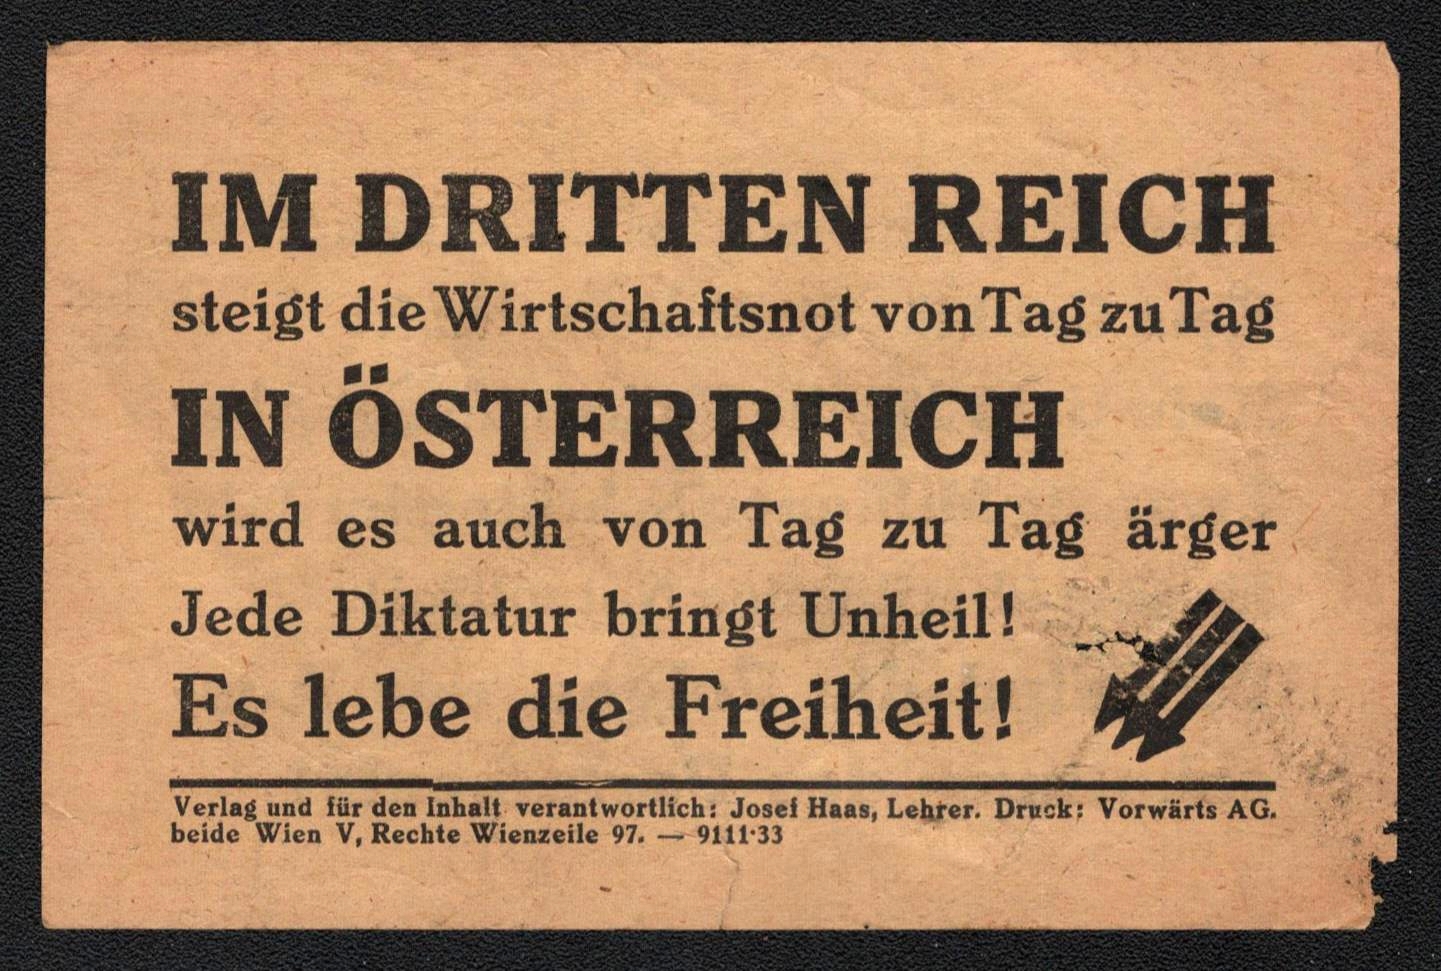 IM DRITTEN REICH
steigt die Wirtschaftsnot von Tag zu Tag
IN ÖSTERREICH
wird es auch von Tag zu Tag ärger
Jede Diktatur bringt Unheil!
Es lebe die Freiheit!
Verlag und für den Inhalt verantwortlich: Josef Haas, Lehrer. Druck: Vorwärts AG.
beide Wien V, Rechte Wienzeile 97. — 9111·33